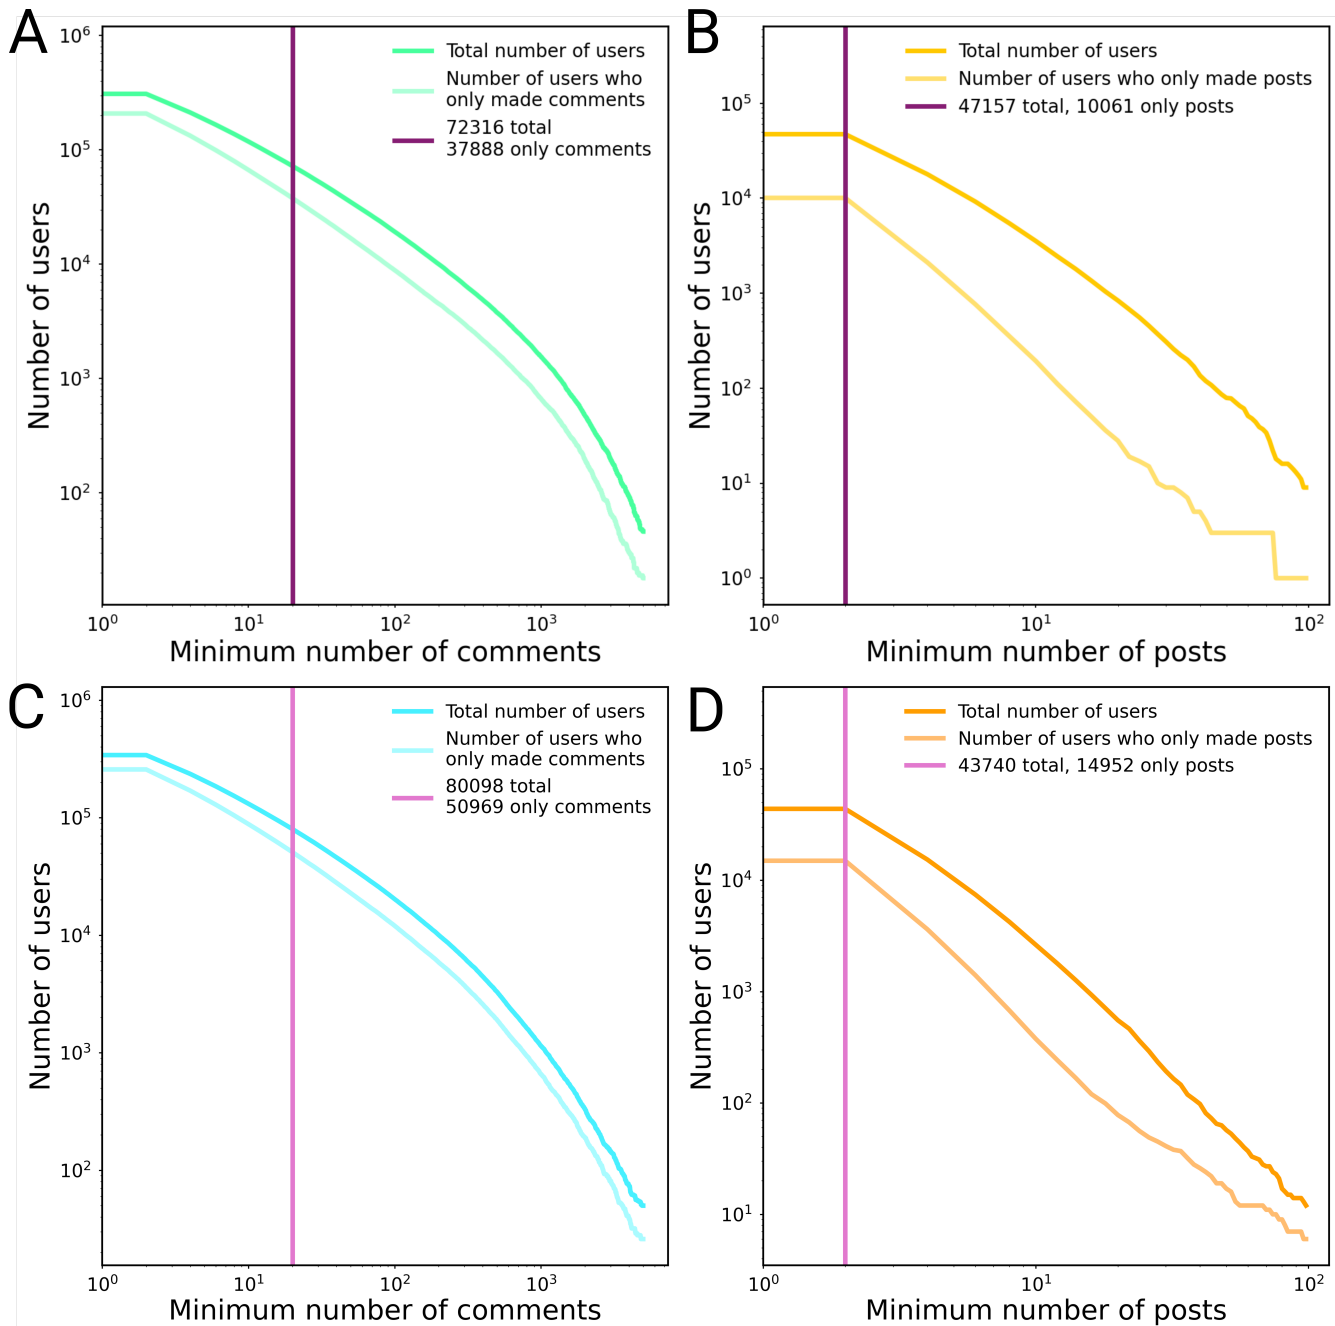 A
Number of users
10⁶
10⁵
10⁴
10³
10²
Total number of users
Number of users who
only made comments
72316 total
37888 only comments
10⁰
10¹
10²
10³
Minimum number of comments
B
Number of users
10⁵
10⁴
10³
10²
10¹
10⁰
Total number of users
Number of users who only made posts
47157 total, 10061 only posts
10⁰
10¹
10²
Minimum number of posts
C
Number of users
10⁶
10⁵
10⁴
10³
10²
Total number of users
Number of users who
only made comments
80098 total
50969 only comments
10⁰
10¹
10²
10³
Minimum number of comments
D
Number of users
10⁵
10⁴
10³
10²
10¹
Total number of users
Number of users who only made posts
43740 total, 14952 only posts
10⁰
10¹
10²
Minimum number of posts